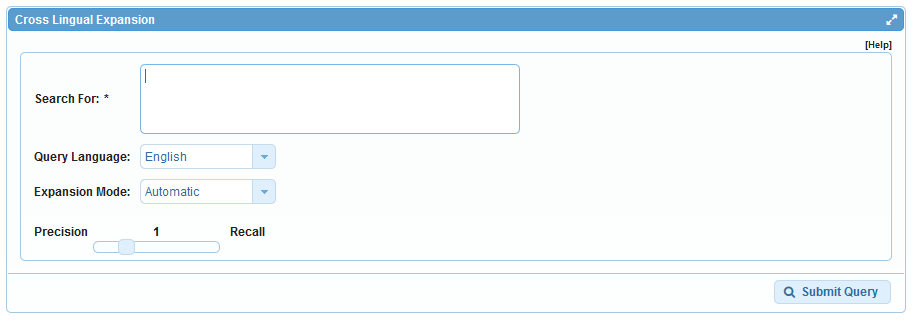 Cross Lingual Expansion
[Help]
Search For: *
Query Language: English
Expansion Mode: Automatic
Precision 1 Recall
Submit Query